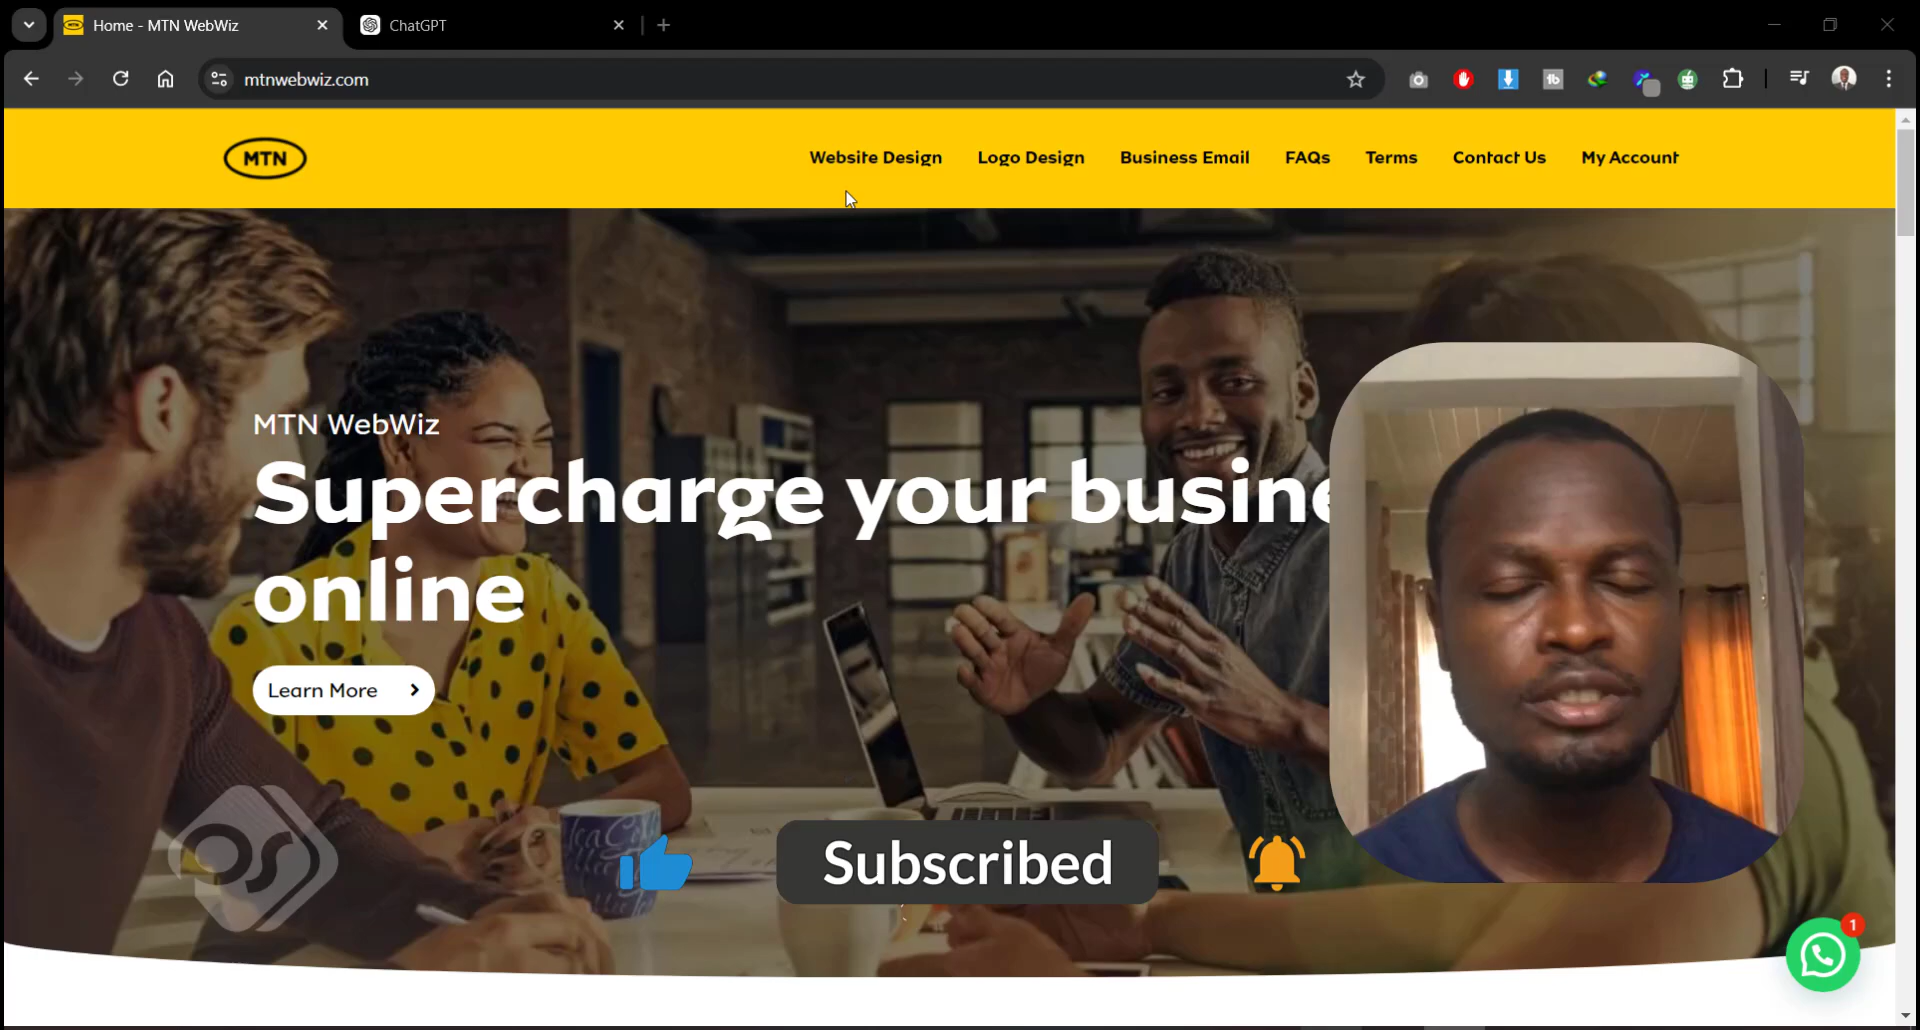 Home - MTN WebWiz
ChatGPT
mtnwebwiz.com
MTN
Website Design
Logo Design
Business Email
FAQs
Terms
Contact Us
My Account
MTN WebWiz
Supercharge your busine
online
Learn More
Subscribed
1